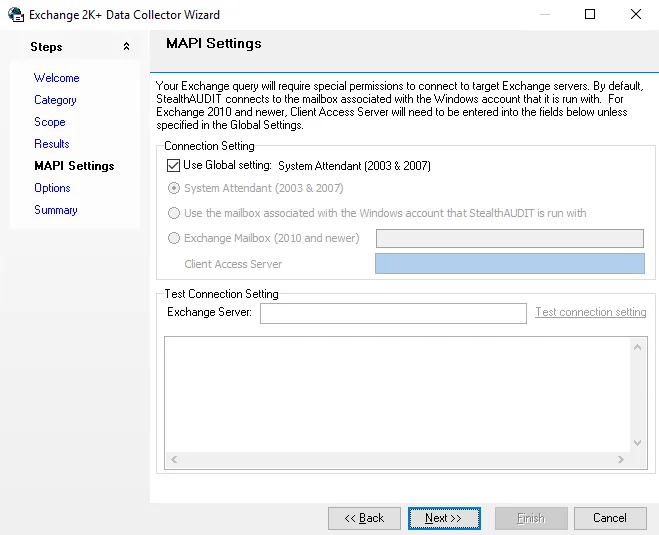 Exchange 2K+ Data Collector Wizard
Steps
Welcome
Category
Scope
Results
MAPI Settings
Options
Summary
MAPI Settings
Your Exchange query will require special permissions to connect to target Exchange servers. By default,
StealthAUDIT connects to the mailbox associated with the Windows account that it is run with. For
Exchange 2010 and newer, Client Access Server will need to be entered into the fields below unless
specified in the Global Settings.
Connection Setting
Use Global setting: System Attendant (2003 & 2007)
System Attendant (2003 & 2007)
Use the mailbox associated with the Windows account that StealthAUDIT is run with
Exchange Mailbox (2010 and newer)
Client Access Server
Test Connection Setting
Exchange Server: Test connection setting
<< Back Next >> Finish Cancel